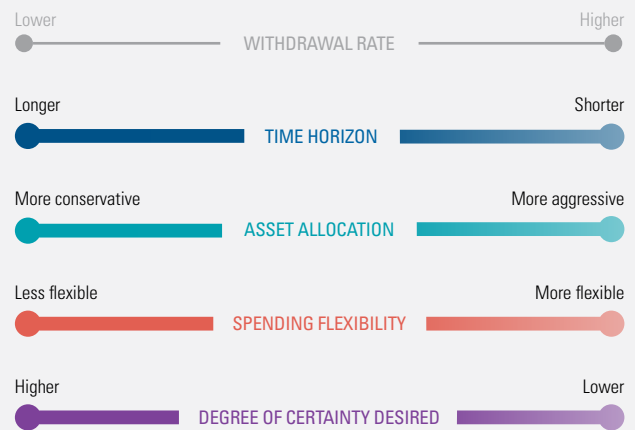 Lower Higher
WITHDRAWAL RATE
Longer Shorter
TIME HORIZON
More conservative More aggressive
ASSET ALLOCATION
Less flexible More flexible
SPENDING FLEXIBILITY
Higher Lower
DEGREE OF CERTAINTY DESIRED